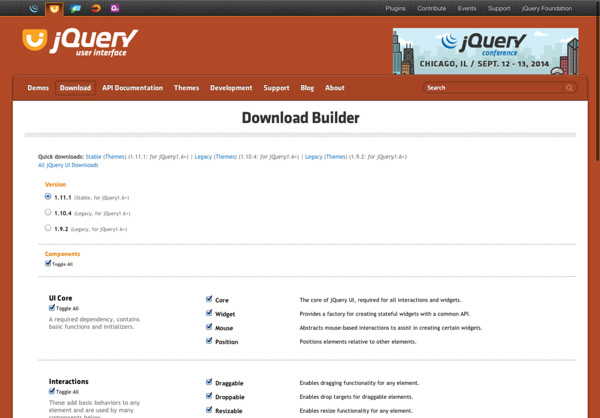 Plugins Contribute Events Support jQuery Foundation
jQuery
user interface
jQuery
conference
CHICAGO, IL / SEPT. 12 - 13, 2014
Demos Download API Documentation Themes Development Support Blog About Search
Download Builder
Quick downloads: Stable (Themes) (1.11.1: for jQuery1.6+) | Legacy (Themes) (1.10.4: for jQuery1.6+) | Legacy (Themes) (1.9.2: for jQuery1.6+)
All jQuery UI Downloads
Version
1.11.1 (Stable, for jQuery1.6+)
1.10.4 (Legacy, for jQuery1.6+)
1.9.2 (Legacy, for jQuery1.6+)
Components
Toggle All
UI Core
Toggle All
A required dependency, contains
basic functions and initializers.
Core The core of jQuery UI, required for all interactions and widgets.
Widget Provides a factory for creating stateful widgets with a common API.
Mouse Abstracts mouse-based interactions to assist in creating certain widgets.
Position Positions elements relative to other elements.
Interactions
Toggle All
These add basic behaviors to any
element and are used by many
components below.
Draggable Enables dragging functionality for any element.
Droppable Enables drop targets for draggable elements.
Resizable Enables resize functionality for any element.